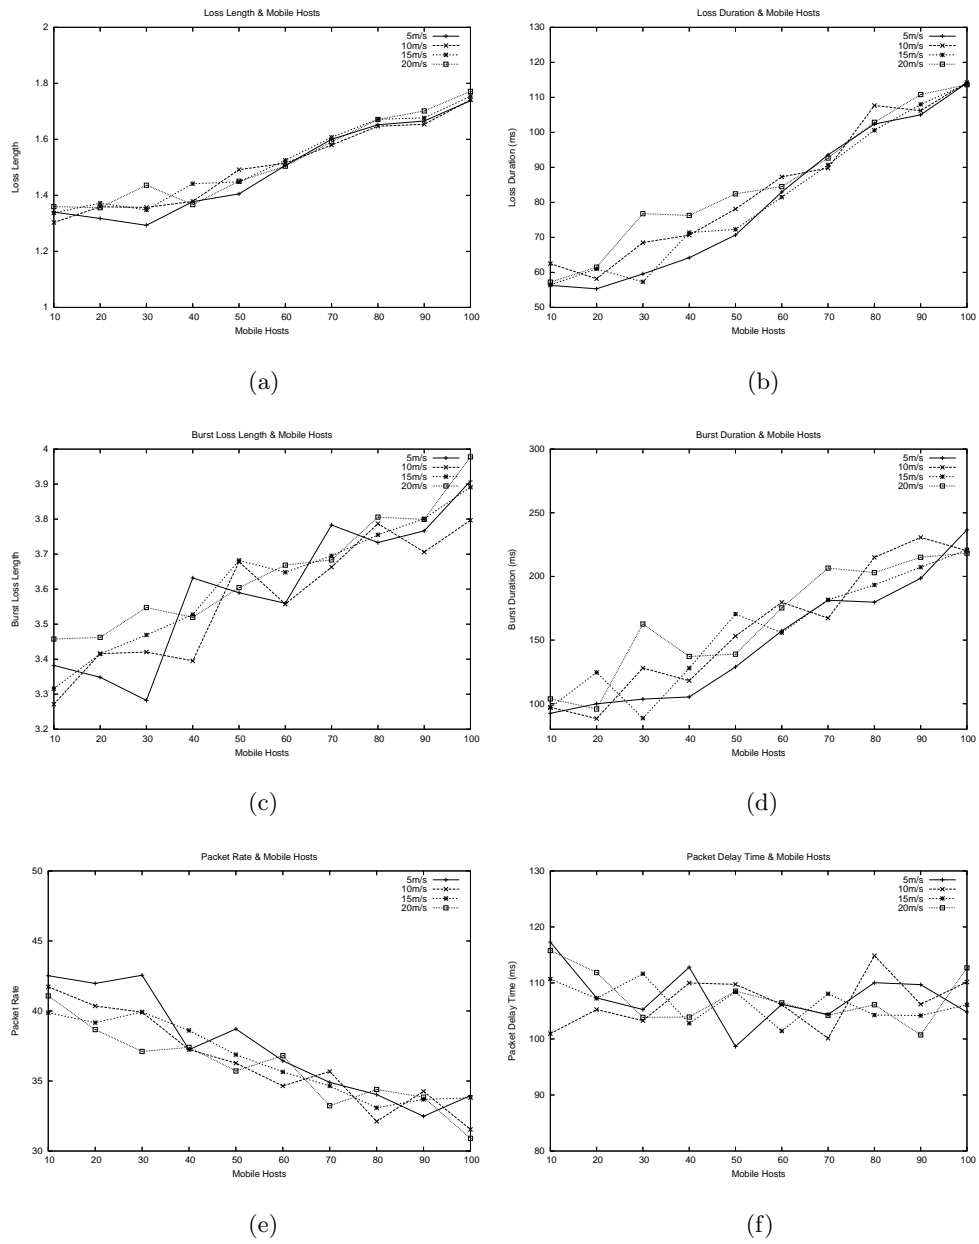 Loss Length & Mobile Hosts
2
5m/s
10m/s
15m/s
20m/s
1.8
1.6
Loss Length
1.4
1.2
1
10 20 30 40 50 60 70 80 90 100
Mobile Hosts
(a)
Loss Duration & Mobile Hosts
130
5m/s
10m/s
15m/s
20m/s
120
110
100
90
Loss Duration (ms)
80
70
60
50
10 20 30 40 50 60 70 80 90 100
Mobile Hosts
(b)
Burst Loss Length & Mobile Hosts
4
5m/s
10m/s
15m/s
20m/s
3.9
3.8
3.7
3.6
Burst Loss Length
3.5
3.4
3.3
3.2
10 20 30 40 50 60 70 80 90 100
Mobile Hosts
(c)
Burst Duration & Mobile Hosts
300
5m/s
10m/s
15m/s
20m/s
250
200
Burst Duration (ms)
150
100
10 20 30 40 50 60 70 80 90 100
Mobile Hosts
(d)
Packet Rate & Mobile Hosts
50
5m/s
10m/s
15m/s
20m/s
45
40
Packet Rate
35
30
10 20 30 40 50 60 70 80 90 100
Mobile Hosts
(e)
Packet Delay Time & Mobile Hosts
130
5m/s
10m/s
15m/s
20m/s
120
110
Packet Delay Time (ms)
100
90
80
10 20 30 40 50 60 70 80 90 100
Mobile Hosts
(f)